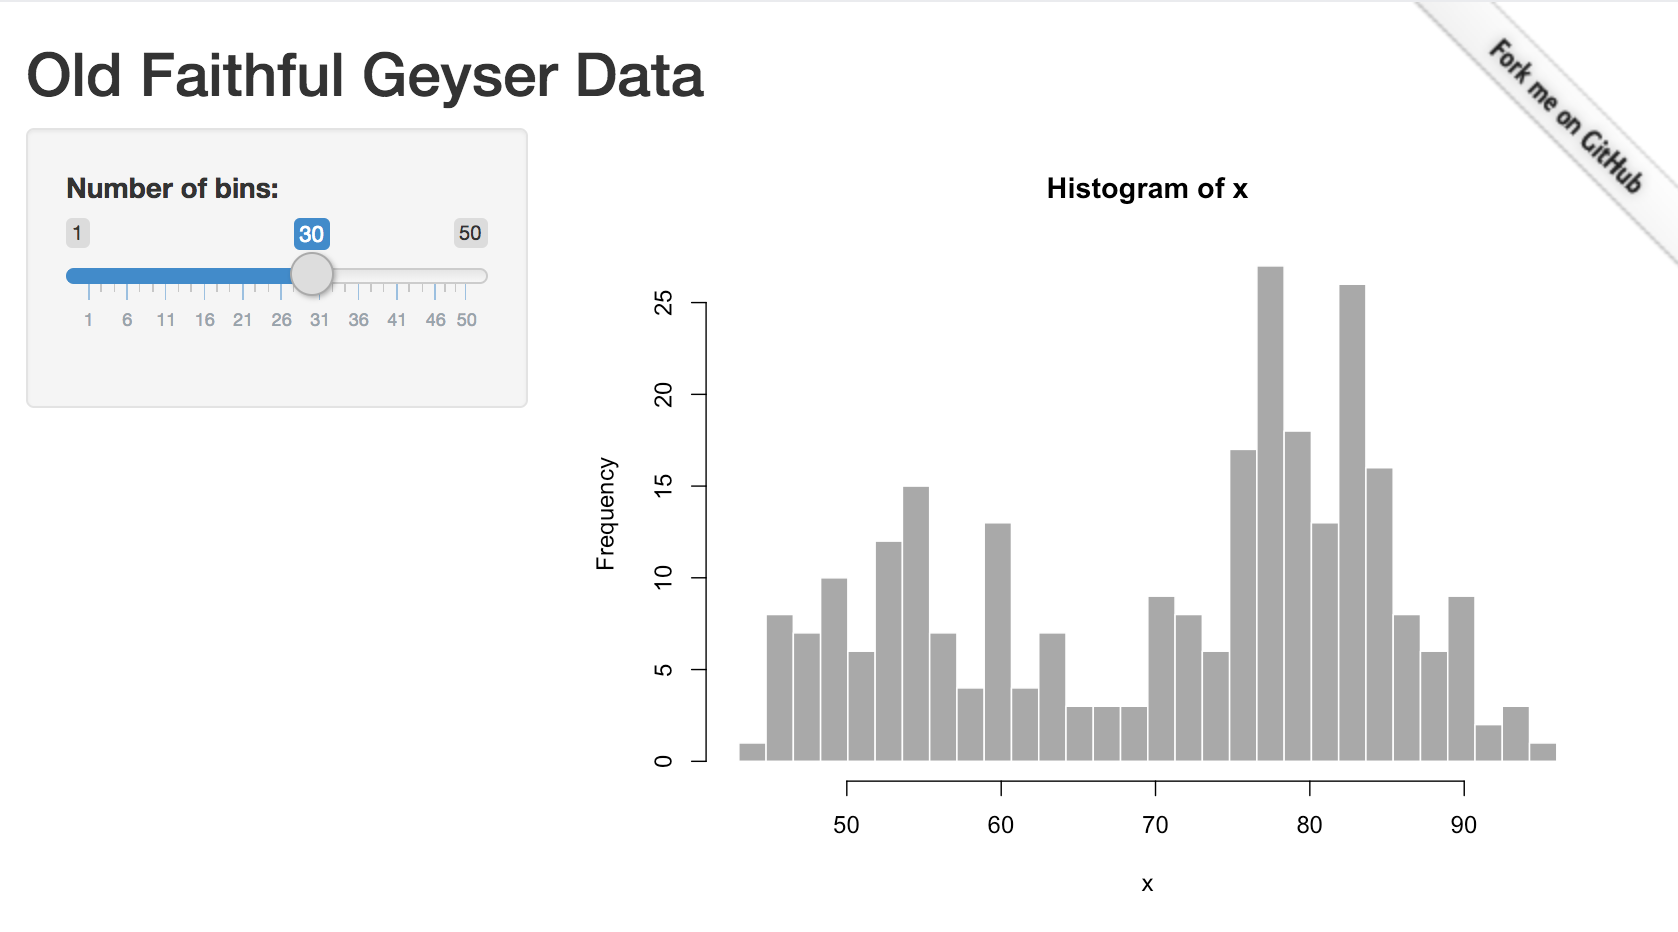 Old Faithful Geyser Data
Fork me on GitHub
Number of bins:
1 30 50
1 6 11 16 21 26 31 36 41 46 50
Histogram of x
Frequency
25
20
15
10
5
0
50 60 70 80 90
x